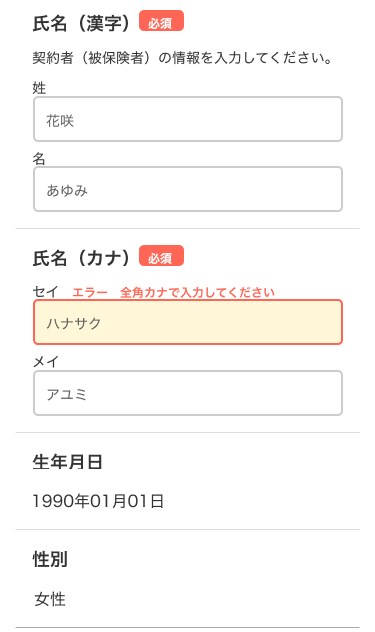 氏名（漢字） 必須
契約者（被保険者）の情報を入力してください。
姓
花咲
名
あゆみ
氏名（カナ） 必須
セイ エラー　全角カナで入力してください
ハナサク
メイ
アユミ
生年月日
1990年01月01日
性別
女性